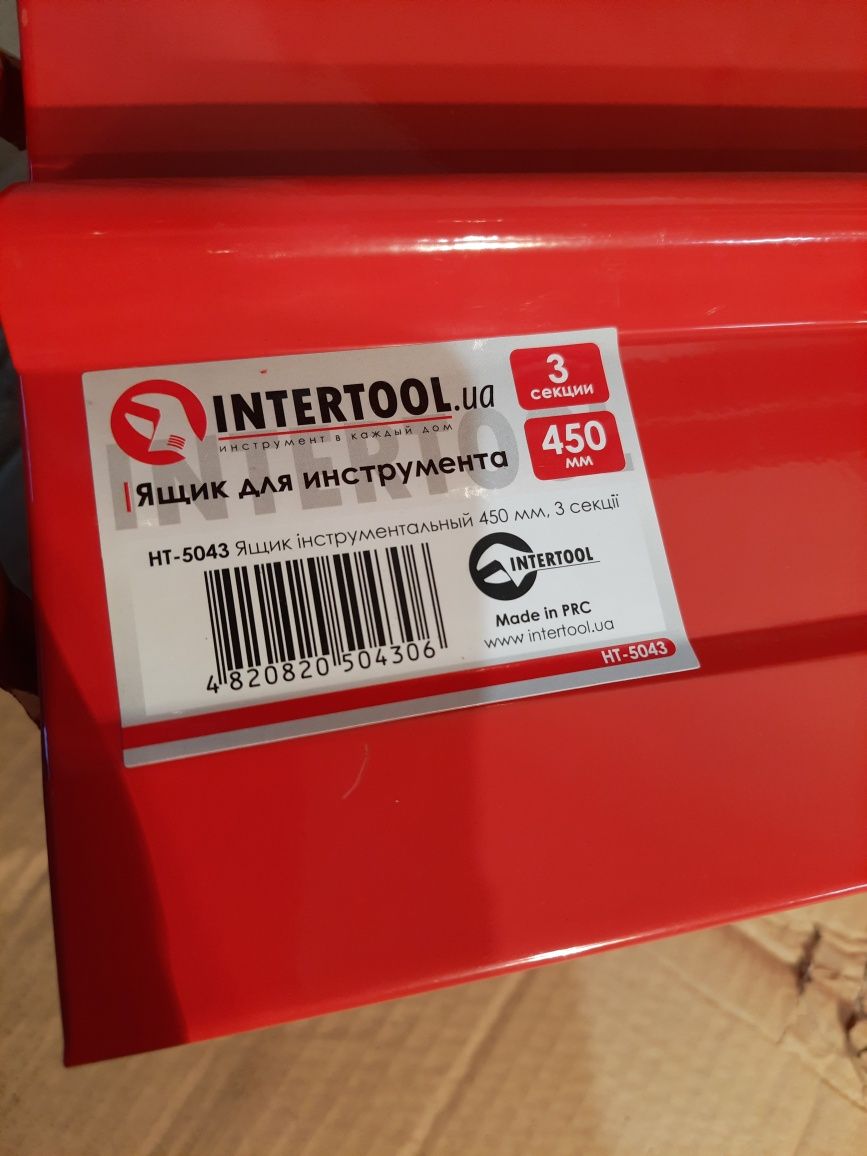 INTERTOOL.ua
инструмент в каждый дом
3
секции
450
мм
INTERTOOL
Ящик для инструмента
HT-5043 Ящик інструментальный 450 мм, 3 секції
4 820820 504306
INTERTOOL
Made in PRC
www intertool.ua
HT-5043